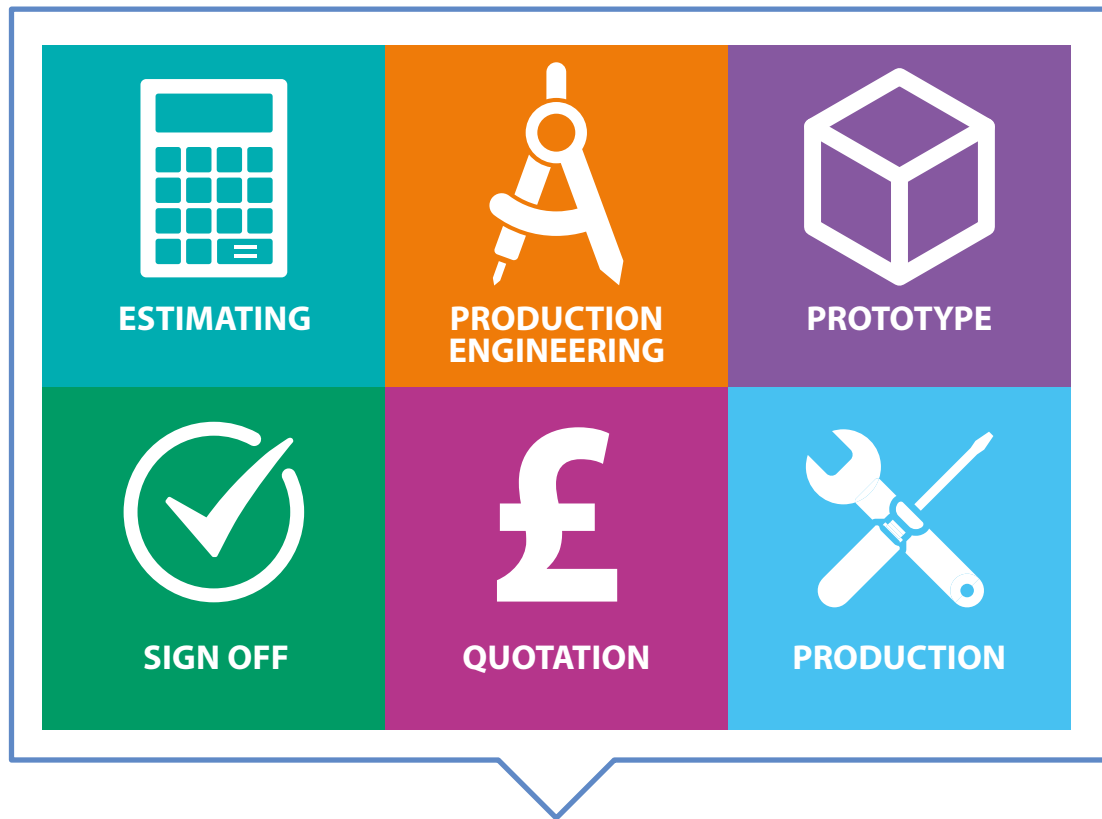 ESTIMATING
PRODUCTION
ENGINEERING
PROTOTYPE
SIGN OFF
£
QUOTATION
PRODUCTION